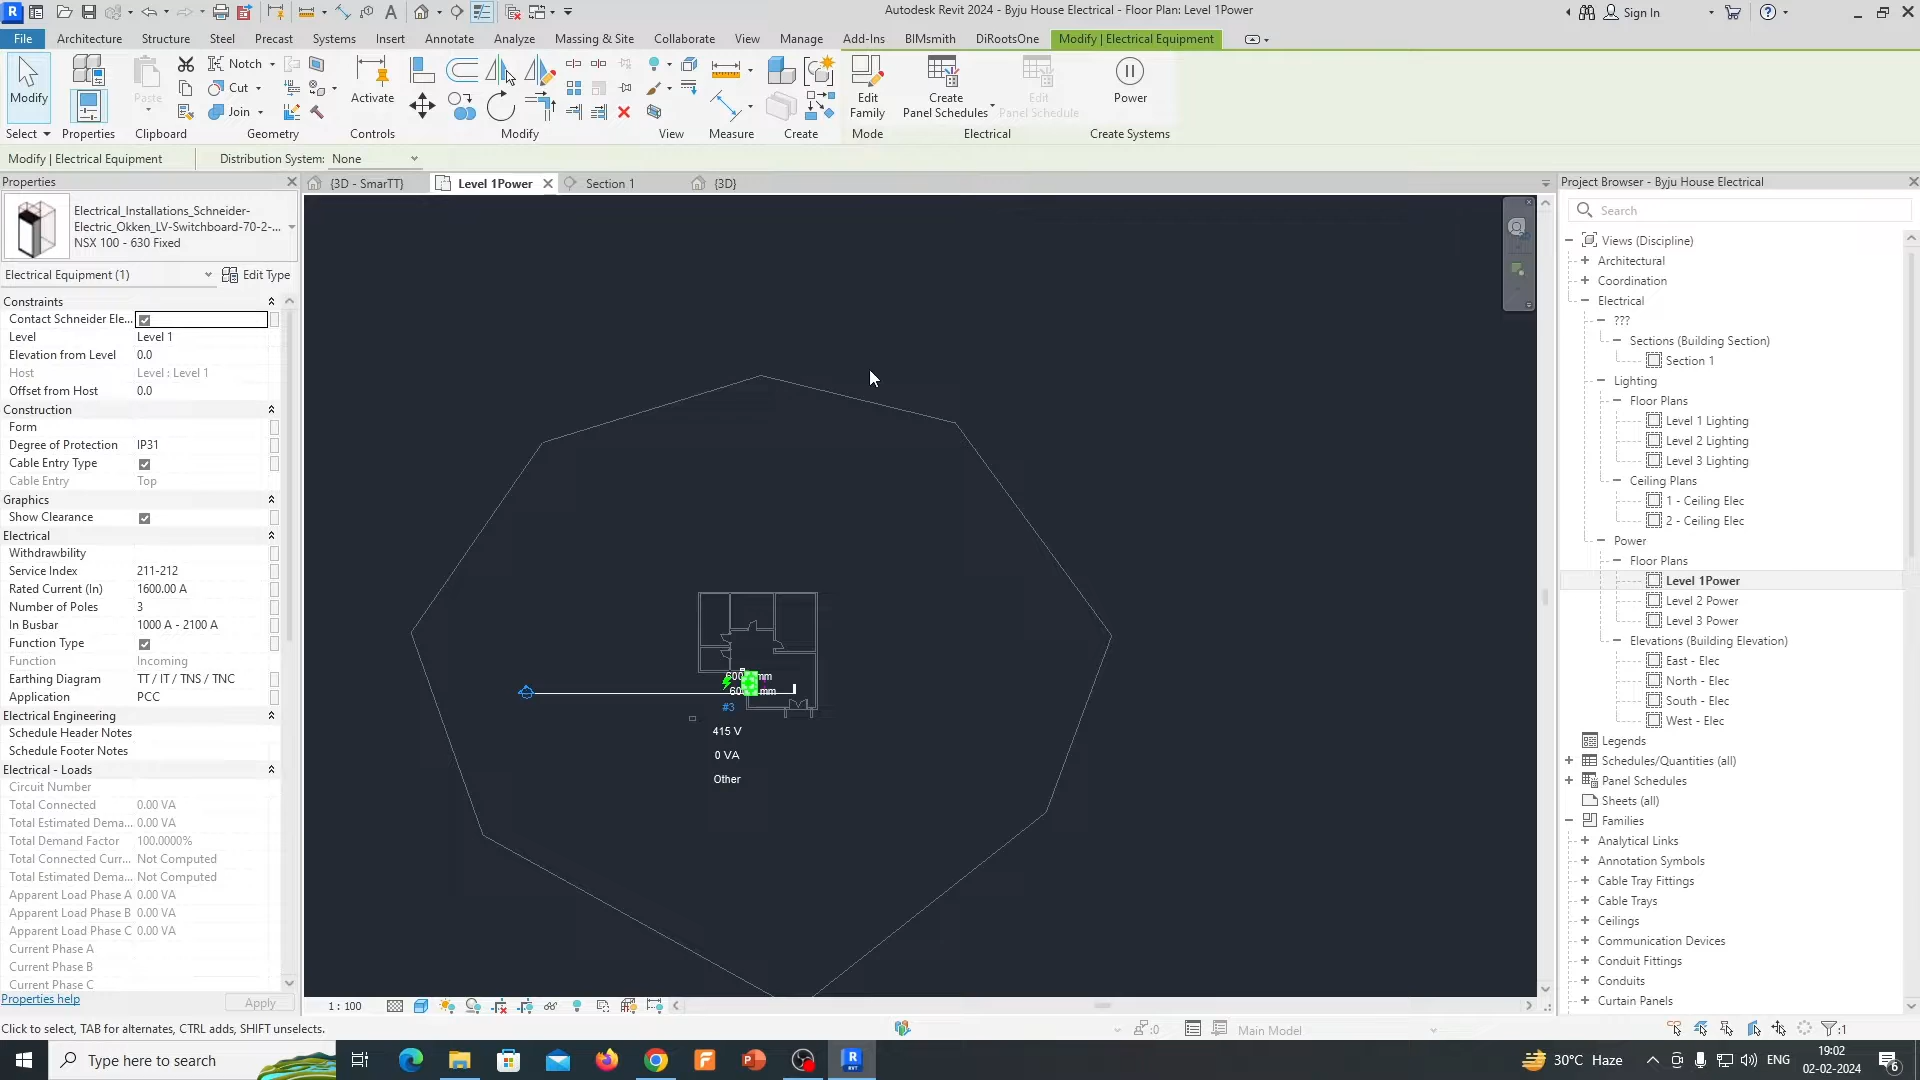 Autodesk Revit 2024 - Byju House Electrical - Floor Plan: Level 1Power
Sign In
File
Architecture
Structure
Steel
Precast
Systems
Insert
Annotate
Analyze
Massing & Site
Collaborate
View
Manage
Add-Ins
BIMsmith
DiRootsOne
Modify | Electrical Equipment
Modify
Paste
Notch
Cut
Join
Activate
Edit
Family
Create
Panel Schedules
Edit
Panel Schedule
Power
Select
Properties
Clipboard
Geometry
Controls
Modify
View
Measure
Create
Mode
Electrical
Create Systems
Modify | Electrical Equipment
Distribution System: None
Properties
{3D - SmarTT}
Level 1Power
Section 1
{3D}
Project Browser - Byju House Electrical
Electrical_Installations_Schneider-
Electric_Okken_LV-Switchboard-70-2-...
NSX 100 - 630 Fixed
Electrical Equipment (1)
Edit Type
Constraints
Contact Schneider Ele...
Level Level 1
Elevation from Level 0.0
Host Level : Level 1
Offset from Host 0.0
Construction
Form
Degree of Protection IP31
Cable Entry Type
Cable Entry Top
Graphics
Show Clearance
Electrical
Withdrawbility
Service Index 211-212
Rated Current (In) 1600.00 A
Number of Poles 3
In Busbar 1000 A - 2100 A
Function Type
Function Incoming
Earthing Diagram TT / IT / TNS / TNC
Application PCC
Electrical Engineering
Schedule Header Notes
Schedule Footer Notes
Electrical - Loads
Circuit Number
Total Connected 0.00 VA
Total Estimated Dema... 0.00 VA
Total Demand Factor 100.0000%
Total Connected Curr... Not Computed
Total Estimated Dema... Not Computed
Apparent Load Phase A 0.00 VA
Apparent Load Phase B 0.00 VA
Apparent Load Phase C 0.00 VA
Current Phase A
Current Phase B
Current Phase C
Properties help
Apply
#3
415 V
0 VA
Other
Search
Views (Discipline)
Architectural
Coordination
Electrical
???
Sections (Building Section)
Section 1
Lighting
Floor Plans
Level 1 Lighting
Level 2 Lighting
Level 3 Lighting
Ceiling Plans
1 - Ceiling Elec
2 - Ceiling Elec
Power
Floor Plans
Level 1Power
Level 2 Power
Level 3 Power
Elevations (Building Elevation)
East - Elec
North - Elec
South - Elec
West - Elec
Legends
Schedules/Quantities (all)
Panel Schedules
Sheets (all)
Families
Analytical Links
Annotation Symbols
Cable Tray Fittings
Cable Trays
Ceilings
Communication Devices
Conduit Fittings
Conduits
Curtain Panels
1 : 100
Click to select, TAB for alternates, CTRL adds, SHIFT unselects.
:0
Main Model
:1
Type here to search
30°C Haze
ENG
19:02
02-02-2024
6